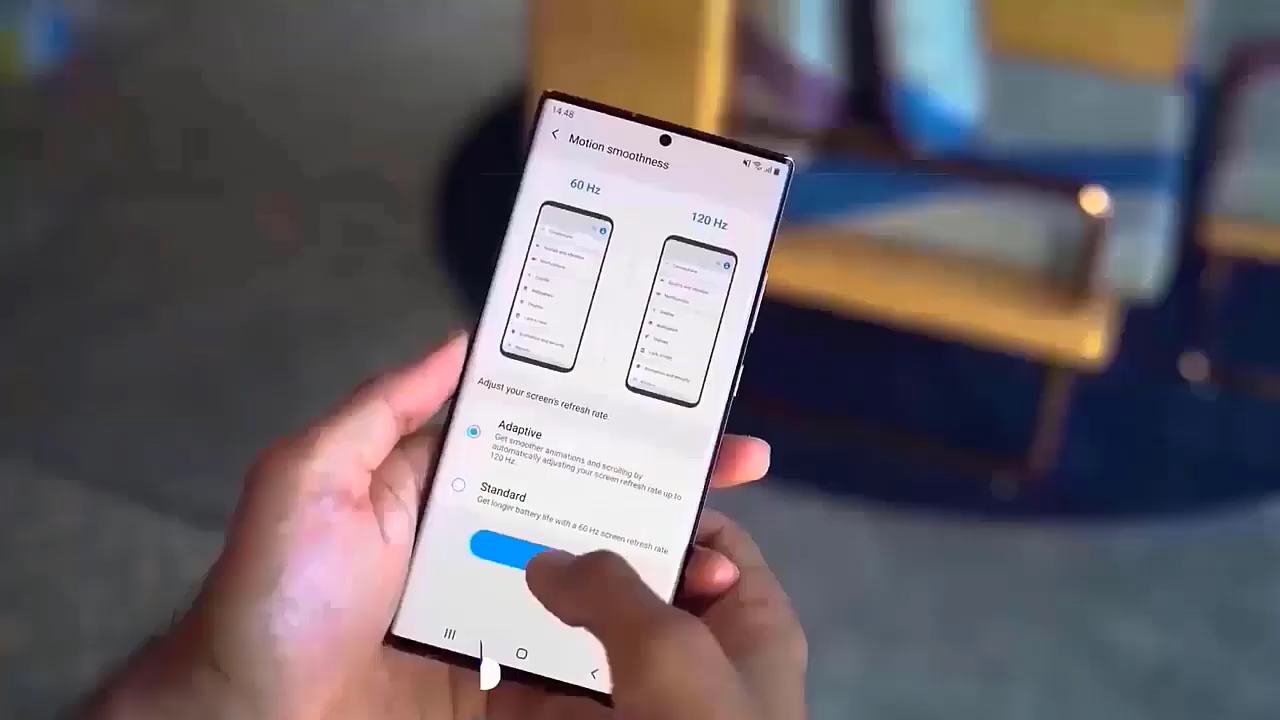 14:48
Motion smoothness
60 Hz
120 Hz
Adjust your screen's refresh rate.
Adaptive
Get smoother animations and scrolling by
automatically adjusting your screen refresh rate up to
120 Hz.
Standard
Get longer battery life with a 60 Hz screen refresh rate